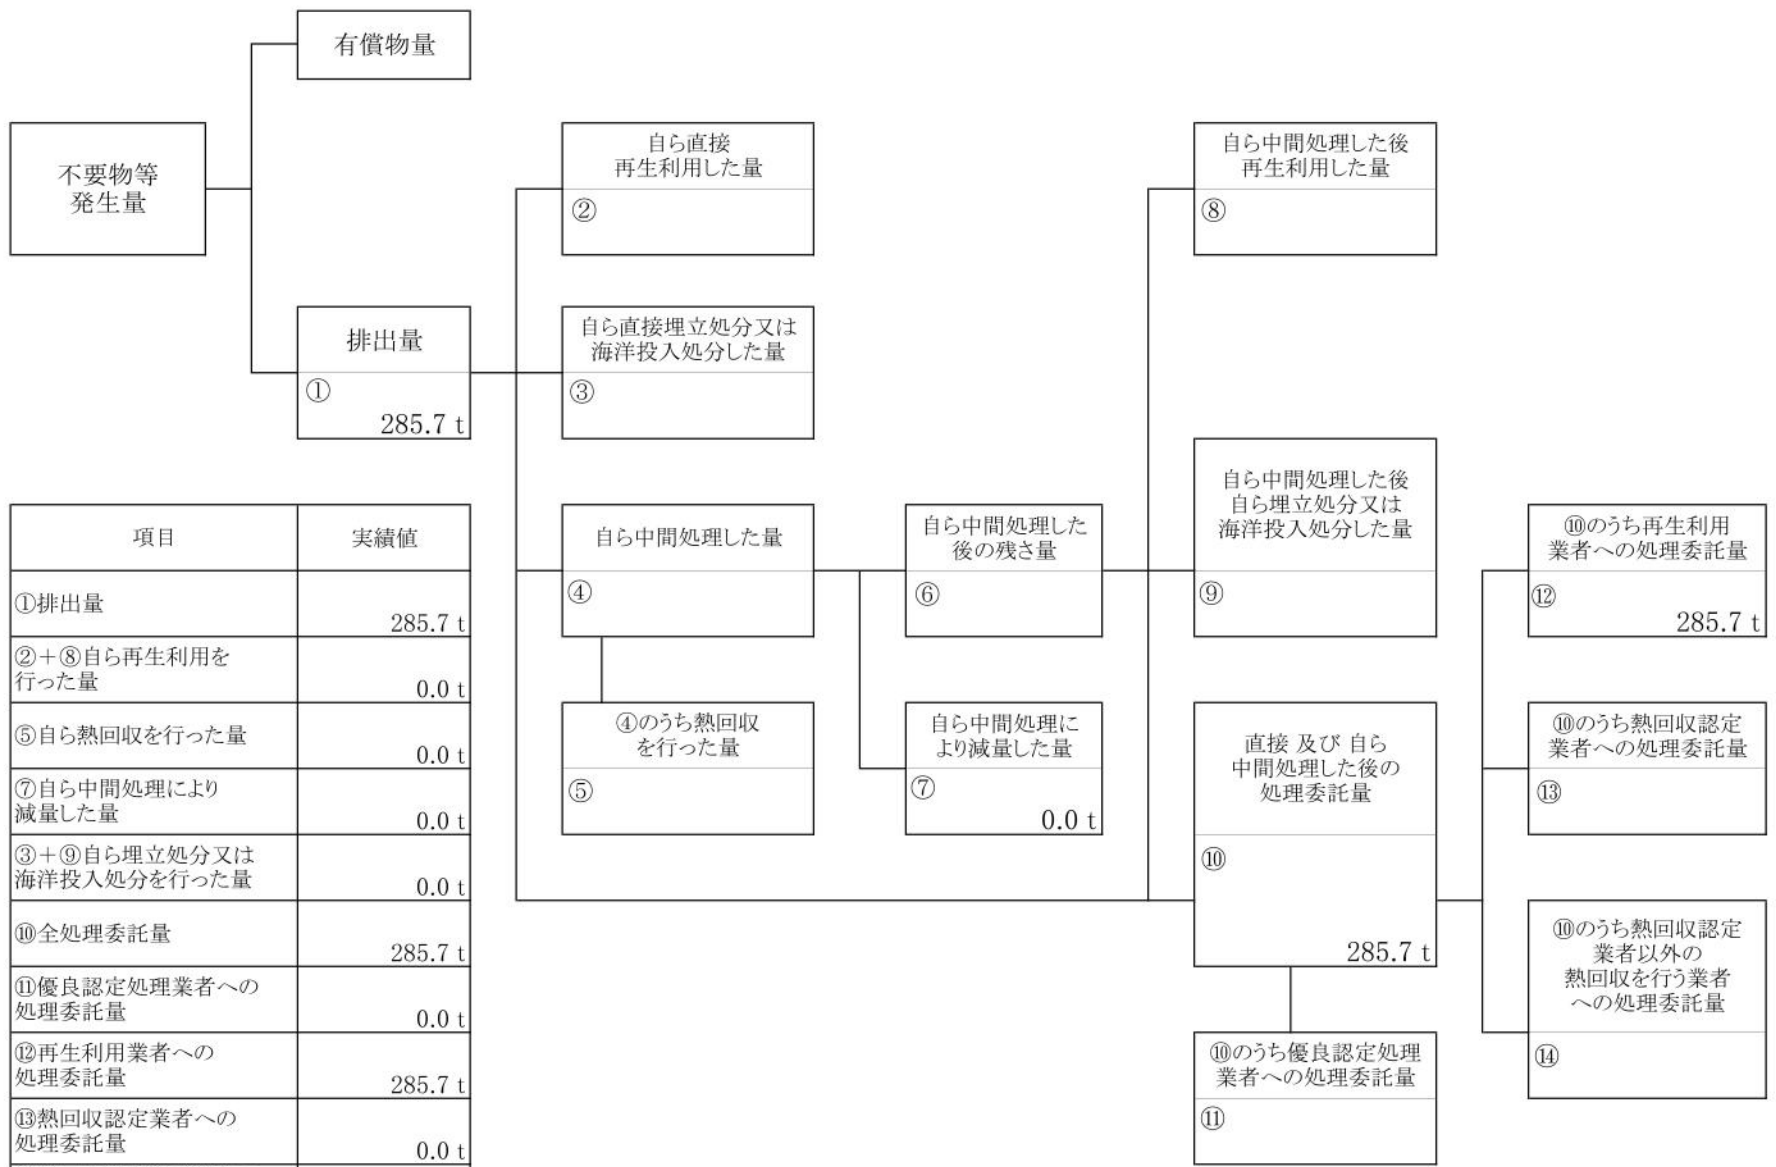 有償物量
不要物等
発生量
自ら直接
再生利用した量
②
自ら中間処理した後
再生利用した量
⑧
排出量
①
285.7 t
自ら直接埋立処分又は
海洋投入処分した量
③
自ら中間処理した量
④
自ら中間処理した
後の残さ量
⑥
自ら中間処理した後
自ら埋立処分又は
海洋投入処分した量
⑨
⑩のうち再生利用
業者への処理委託量
⑫
285.7 t
④のうち熱回収
を行った量
⑤
自ら中間処理に
より減量した量
⑦
0.0 t
直接 及び 自ら
中間処理した後の
処理委託量
⑩
285.7 t
⑩のうち熱回収認定
業者への処理委託量
⑬
⑩のうち熱回収認定
業者以外の
熱回収を行う業者
への処理委託量
⑭
⑩のうち優良認定処理
業者への処理委託量
⑪
項目 実績値
①排出量
285.7 t
②＋⑧自ら再生利用を
行った量
0.0 t
⑤自ら熱回収を行った量
0.0 t
⑦自ら中間処理により
減量した量
0.0 t
③＋⑨自ら埋立処分又は
海洋投入処分を行った量
0.0 t
⑩全処理委託量
285.7 t
⑪優良認定処理業者への
処理委託量
0.0 t
⑫再生利用業者への
処理委託量
285.7 t
⑬熱回収認定業者への
処理委託量
0.0 t